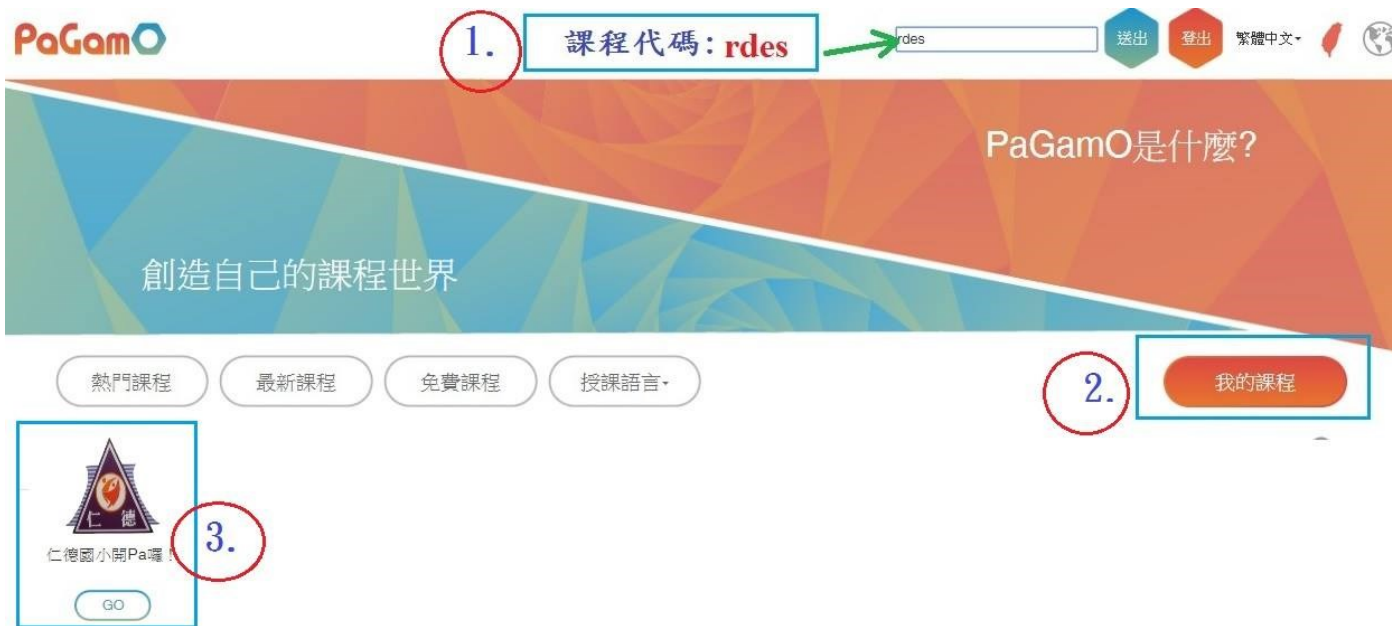 PaGamO
1.
課程代碼: rdes
rdes
送出
登出
繁體中文
PaGamO是什麼?
創造自己的課程世界
熱門課程
最新課程
免費課程
授課語言
2.
我的課程
仁德
仁德國小開Pa囉!
3.
GO